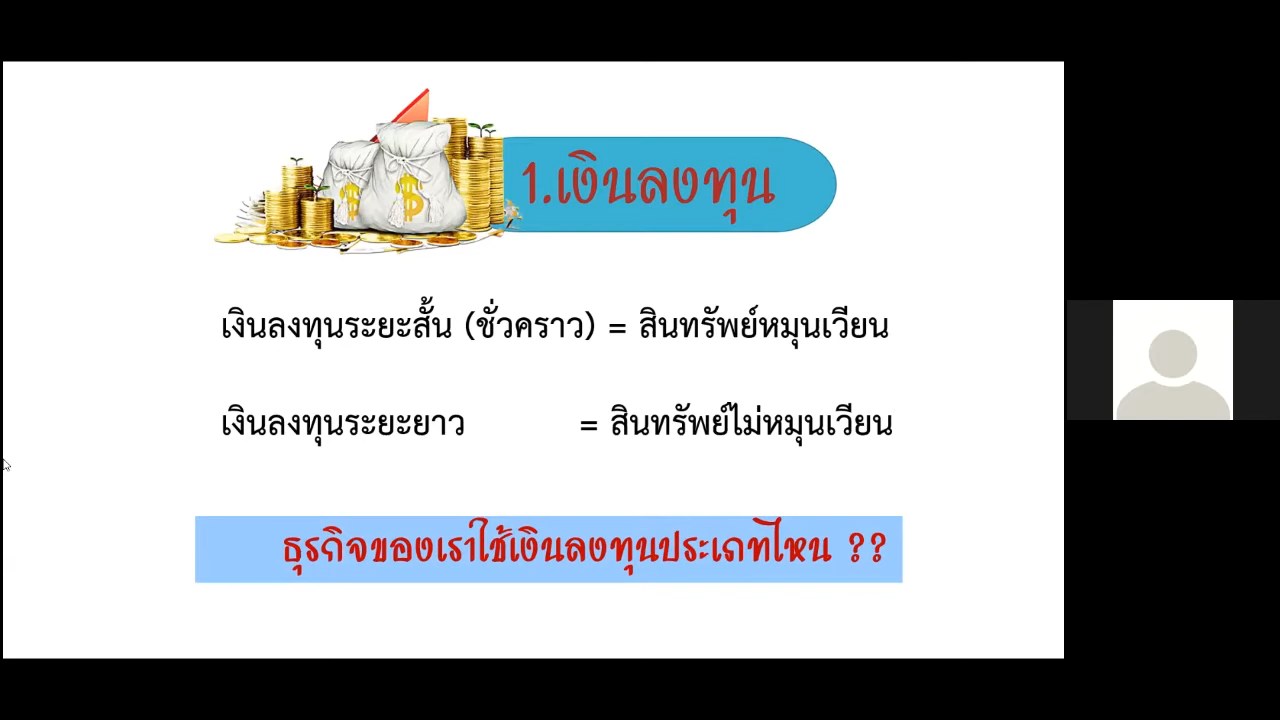 1.เงินลงทุน
เงินลงทุนระยะสั้น (ชั่วคราว) = สินทรัพย์หมุนเวียน
เงินลงทุนระยะยาว = สินทรัพย์ไม่หมุนเวียน
ธุรกิจของเราใช้เงินลงทุนประเภทไหน ??